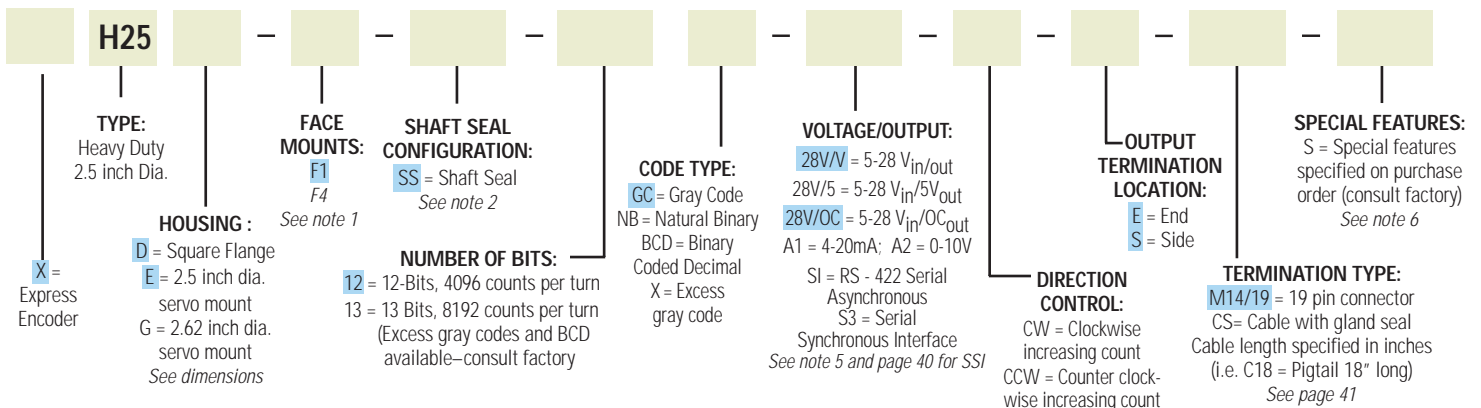 H25 – – – – – – – –
X =
Express
Encoder
TYPE:
Heavy Duty
2.5 inch Dia.
HOUSING :
D = Square Flange
E = 2.5 inch dia.
servo mount
G = 2.62 inch dia.
servo mount
See dimensions
FACE
MOUNTS:
F1
F4
See note 1
SHAFT SEAL
CONFIGURATION:
SS = Shaft Seal
See note 2
NUMBER OF BITS:
12 = 12-Bits, 4096 counts per turn
13 = 13 Bits, 8192 counts per turn
(Excess gray codes and BCD
available–consult factory
CODE TYPE:
GC = Gray Code
NB = Natural Binary
BCD = Binary
Coded Decimal
X = Excess
gray code
VOLTAGE/OUTPUT:
28V/V = 5-28 Vin/out
28V/5 = 5-28 Vin/5Vout
28V/OC = 5-28 Vin/OCout
A1 = 4-20mA; A2 = 0-10V
SI = RS - 422 Serial
Asynchronous
S3 = Serial
Synchronous Interface
See note 5 and page 40 for SSI
DIRECTION
CONTROL:
CW = Clockwise
increasing count
CCW = Counter clock-
wise increasing count
OUTPUT
TERMINATION
LOCATION:
E = End
S = Side
TERMINATION TYPE:
M14/19 = 19 pin connector
CS= Cable with gland seal
Cable length specified in inches
(i.e. C18 = Pigtail 18" long)
See page 41
SPECIAL FEATURES:
S = Special features
specified on purchase
order (consult factory)
See note 6